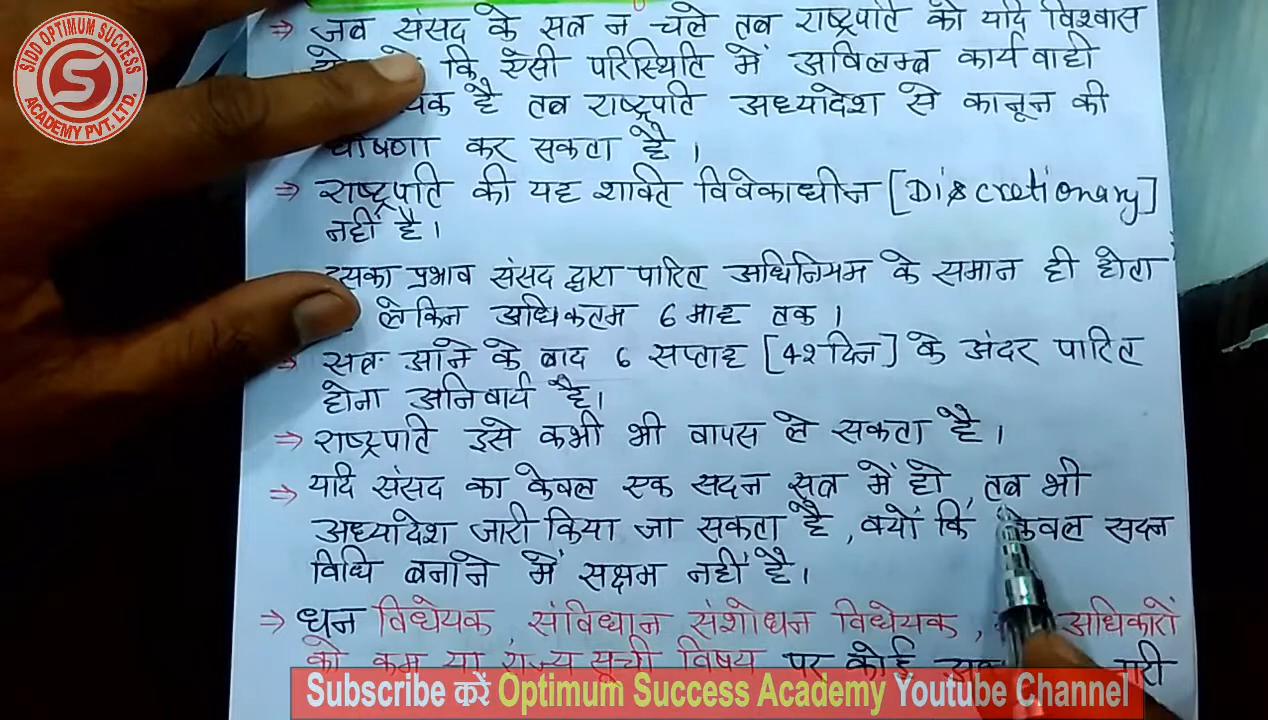 SIDD OPTIMUM SUCCESS
S
ACADEMY PVT. LTD.
⇒ जब संसद के सत्र न चले तब राष्ट्रपति को यदि विश्वास
कि ऐसी परिस्थिति में अविलम्ब कार्यवाही
है तब राष्ट्रपति अध्यादेश से कानून की
घोषणा कर सकता है।
⇒ राष्ट्रपति की यह शक्ति विवेकाधीन [Discretionary]
नहीं है।
इसका प्रभाव संसद द्वारा पारित अधिनियम के समान ही होता
लेकिन अधिकतम 6 माह तक।
सत्र आने के बाद 6 सप्ताह [42 दिन] के अंदर पारित
होना अनिवार्य है।
⇒ राष्ट्रपति इसे कभी भी वापस ले सकता है।
⇒ यदि संसद का केवल एक सदन सत्र में हो, तब भी
अध्यादेश जारी किया जा सकता है, क्यों कि केवल सदन
विधि बनाने में सक्षम नहीं है।
⇒ धन विधेयक, संविधान संशोधन विधेयक, अधिकारों
को कम या राज्य सूची विषय पर कोई
Subscribe करें Optimum Success Academy Youtube Channel